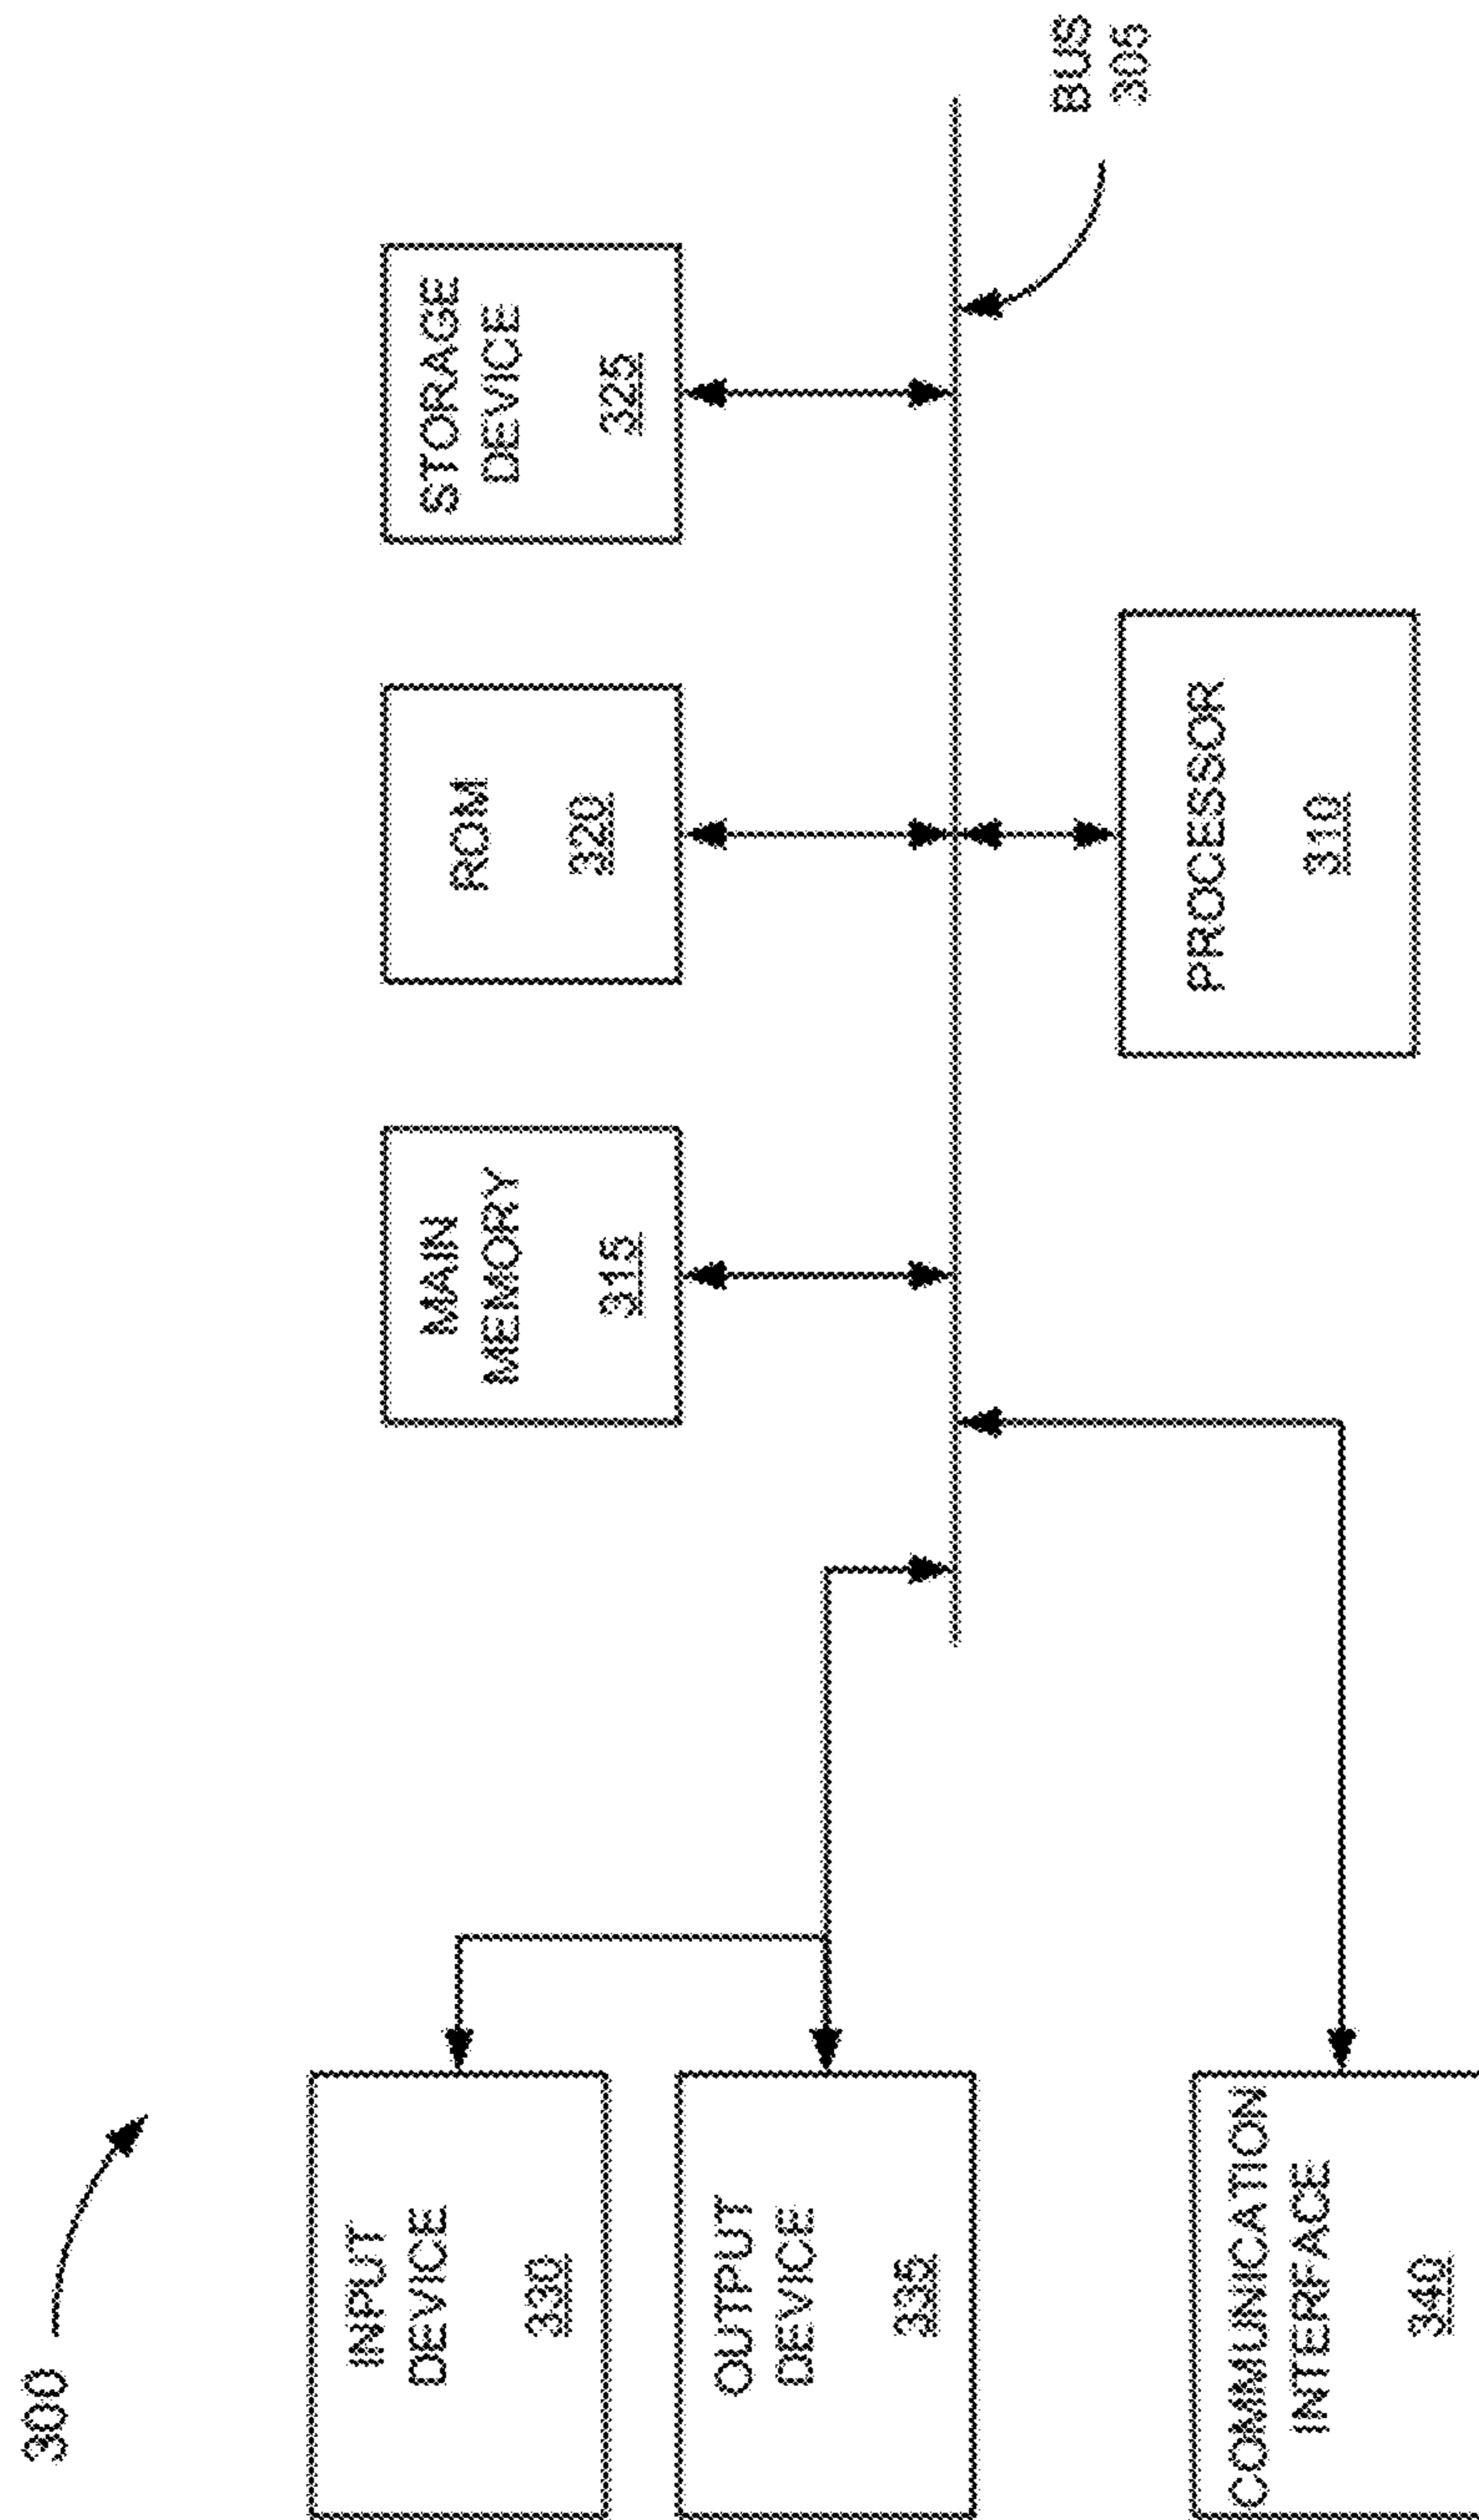 300
INPUT
DEVICE
330
OUTPUT
DEVICE
335
COMMUNICATION
INTERFACE
340
MAIN
MEMORY
315
ROM
320
STORAGE
DEVICE
325
PROCESSOR
310
BUS
305